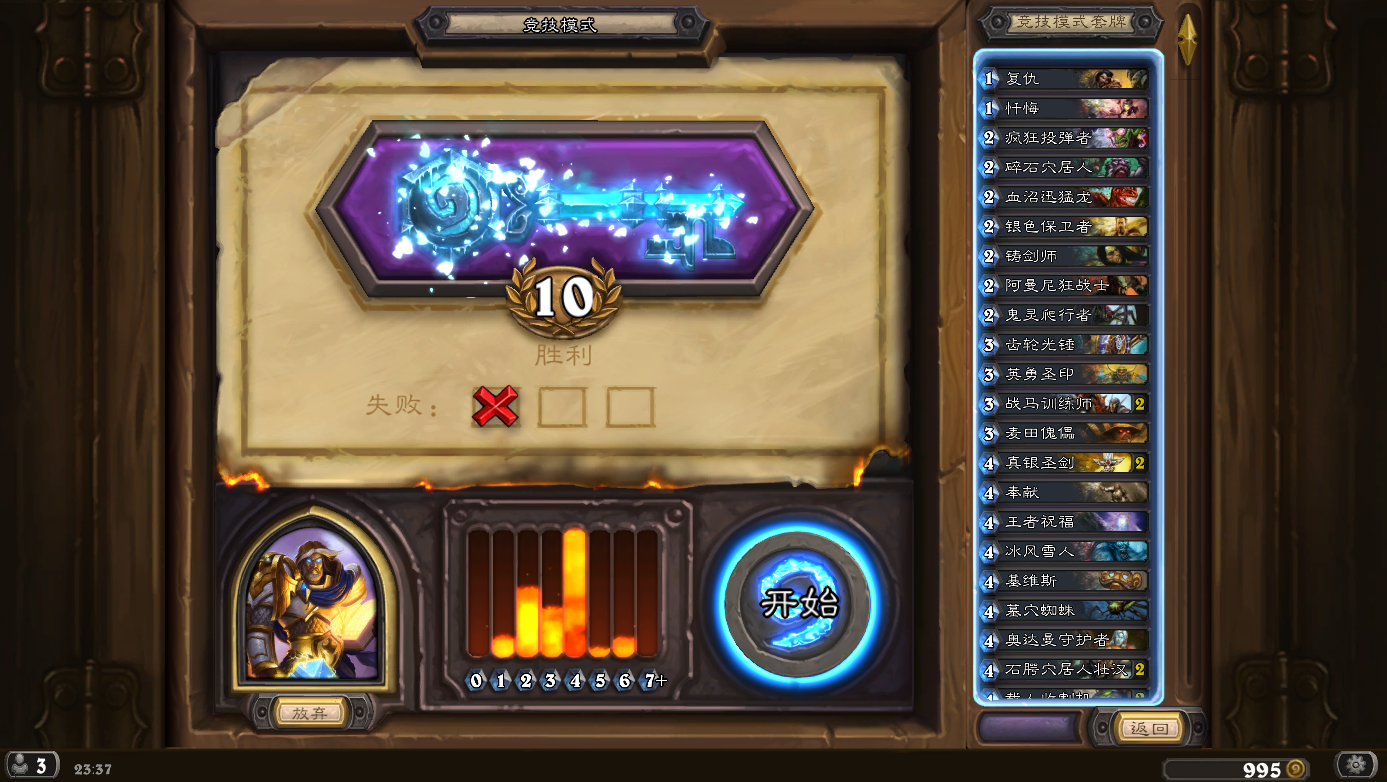 竞技模式
10
胜利
失败：
放弃
0 1 2 3 4 5 6 7+
开始
竞技模式套牌
1 复仇
1 忏悔
2 疯狂投弹者
2 碎石穴居人
2 血沼迅猛龙
2 银色保卫者
2 铸剑师
2 阿曼尼狂战士
2 鬼灵爬行者
3 齿轮光锤
3 英勇圣印
3 战马训练师 2
3 麦田傀儡
4 真银圣剑 2
4 奉献
4 王者祝福
4 冰风雪人
4 基维斯
4 墓穴蜘蛛
4 奥达曼守护者
4 石腭穴居人壮汉 2
返回
3
23:37
995